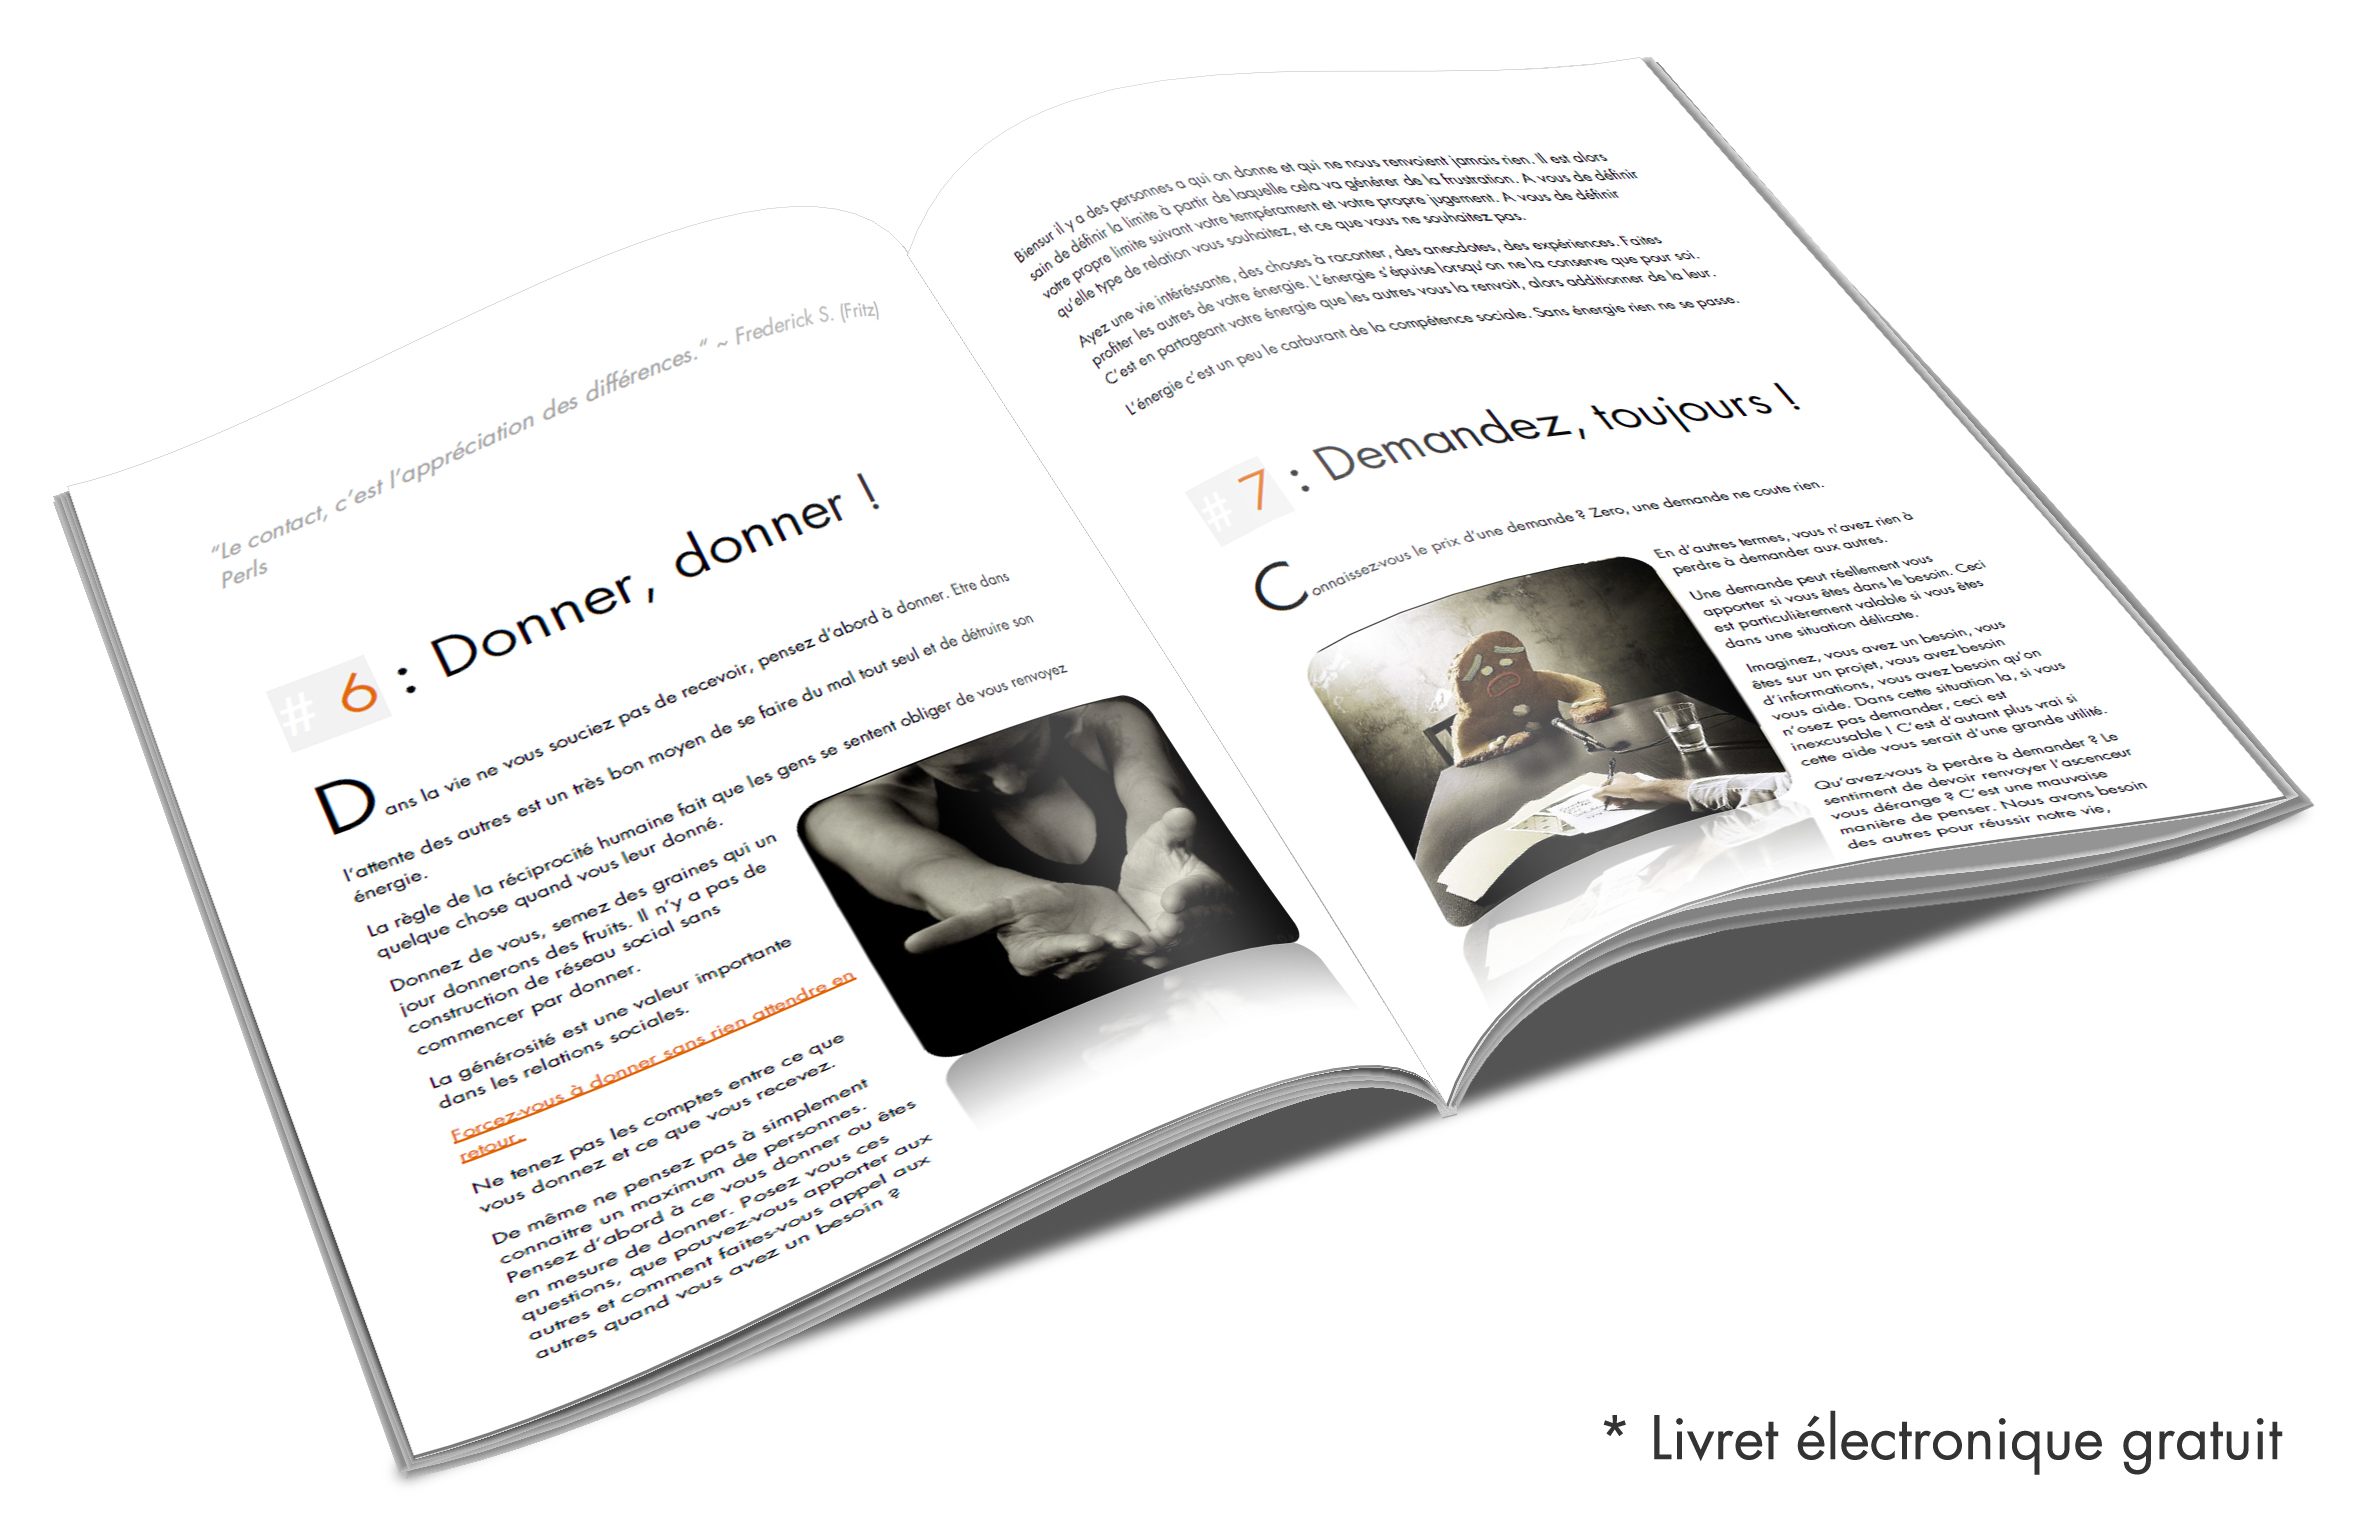 “Le contact, c’est l’appréciation des différences.” ~ Frederick S. (Fritz)
Perls
# 6 : Donner, donner !
Dans la vie ne vous souciez pas de recevoir, pensez d’abord à donner. Etre dans
l’attente des autres est un très bon moyen de se faire du mal tout seul et de détruire son
énergie.
La règle de la réciprocité humaine fait que les gens se sentent obliger de vous renvoyez
quelque chose quand vous leur donné.
Donnez de vous, semez des graines qui un
jour donnerons des fruits. Il n’y a pas de
construction de réseau social sans
commencer par donner.
La générosité est une valeur importante
dans les relations sociales.
Forcez-vous à donner sans rien attendre en
retour.
Ne tenez pas les comptes entre ce que
vous donnez et ce que vous recevez.
De même ne pensez pas à simplement
connaitre un maximum de personnes.
Pensez d’abord à ce vous donner ou êtes
en mesure de donner. Posez vous ces
questions, que pouvez-vous apporter aux
autres et comment faites-vous appel aux
autres quand vous avez un besoin ?
Biensur il y a des personnes a qui on donne et qui ne nous renvoient jamais rien. Il est alors
sain de définir la limite à partir de laquelle cela va générer de la frustration. A vous de définir
votre propre limite suivant votre tempérament et votre propre jugement. A vous de définir
qu’elle type de relation vous souhaitez, et ce que vous ne souhaitez pas.
Ayez une vie intéréssante, des choses à raconter, des anecdotes, des expériences. Faites
profiter les autres de votre énergie. L’énergie s’épuise lorsqu’on ne la conserve que pour soi.
C’est en partageant votre énergie que les autres vous la renvoit, alors additionner de la leur.
L’énergie c’est un peu le carburant de la compétence sociale. Sans énergie rien ne se passe.
# 7 : Demandez, toujours !
Connaissez-vous le prix d’une demande ? Zero, une demande ne coute rien.
En d’autres termes, vous n’avez rien à
perdre à demander aux autres.
Une demande peut réellement vous
apporter si vous êtes dans le besoin. Ceci
est particulièrement valable si vous êtes
dans une situation délicate.
Imaginez, vous avez un besoin, vous
êtes sur un projet, vous avez besoin
d’informations, vous avez besoin qu’on
vous aide. Dans cette situation la, si vous
n’osez pas demander, ceci est
inexcusable ! C’est d’autant plus vrai si
cette aide vous serait d’une grande utilité.
Qu’avez-vous à perdre à demander ? Le
sentiment de devoir renvoyer l’ascenceur
vous dérange ? C’est une mauvaise
manière de penser. Nous avons besoin
des autres pour réussir notre vie,
* Livret électronique gratuit